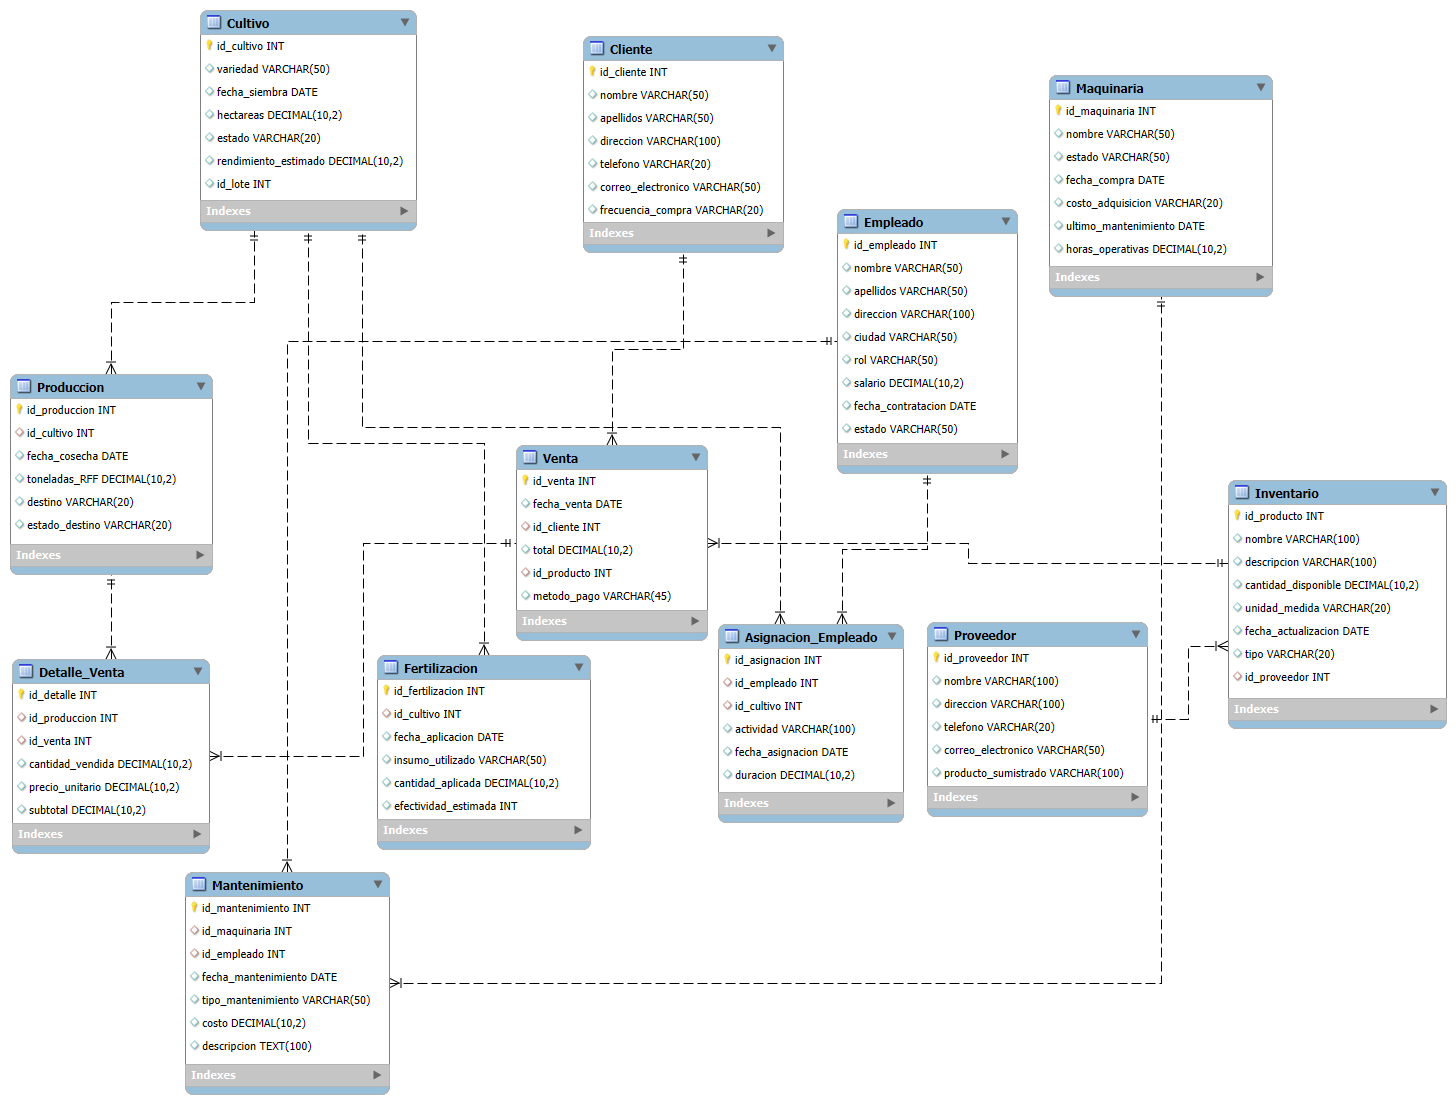 Cultivo
id_cultivo INT
variedad VARCHAR(50)
fecha_siembra DATE
hectareas DECIMAL(10,2)
estado VARCHAR(20)
rendimiento_estimado DECIMAL(10,2)
id_lote INT
Indexes
Cliente
id_cliente INT
nombre VARCHAR(50)
apellidos VARCHAR(50)
direccion VARCHAR(100)
telefono VARCHAR(20)
correo_electronico VARCHAR(50)
frecuencia_compra VARCHAR(20)
Indexes
Maquinaria
id_maquinaria INT
nombre VARCHAR(50)
estado VARCHAR(50)
fecha_compra DATE
costo_adquisicion VARCHAR(20)
ultimo_mantenimiento DATE
horas_operativas DECIMAL(10,2)
Indexes
Empleado
id_empleado INT
nombre VARCHAR(50)
apellidos VARCHAR(50)
direccion VARCHAR(100)
ciudad VARCHAR(50)
rol VARCHAR(50)
salario DECIMAL(10,2)
fecha_contratacion DATE
estado VARCHAR(50)
Indexes
Produccion
id_produccion INT
id_cultivo INT
fecha_cosecha DATE
toneladas_RFF DECIMAL(10,2)
destino VARCHAR(20)
estado_destino VARCHAR(20)
Indexes
Venta
id_venta INT
fecha_venta DATE
id_cliente INT
total DECIMAL(10,2)
id_producto INT
metodo_pago VARCHAR(45)
Indexes
Inventario
id_producto INT
nombre VARCHAR(100)
descripcion VARCHAR(100)
cantidad_disponible DECIMAL(10,2)
unidad_medida VARCHAR(20)
fecha_actualizacion DATE
tipo VARCHAR(20)
id_proveedor INT
Indexes
Detalle_Venta
id_detalle INT
id_produccion INT
id_venta INT
cantidad_vendida DECIMAL(10,2)
precio_unitario DECIMAL(10,2)
subtotal DECIMAL(10,2)
Indexes
Fertilizacion
id_fertilizacion INT
id_cultivo INT
fecha_aplicacion DATE
insumo_utilizado VARCHAR(50)
cantidad_aplicada DECIMAL(10,2)
efectividad_estimada INT
Indexes
Asignacion_Empleado
id_asignacion INT
id_empleado INT
id_cultivo INT
actividad VARCHAR(100)
fecha_asignacion DATE
duracion DECIMAL(10,2)
Indexes
Proveedor
id_proveedor INT
nombre VARCHAR(100)
direccion VARCHAR(100)
telefono VARCHAR(20)
correo_electronico VARCHAR(50)
producto_sumistrado VARCHAR(100)
Indexes
Mantenimiento
id_mantenimiento INT
id_maquinaria INT
id_empleado INT
fecha_mantenimiento DATE
tipo_mantenimiento VARCHAR(50)
costo DECIMAL(10,2)
descripcion TEXT(100)
Indexes